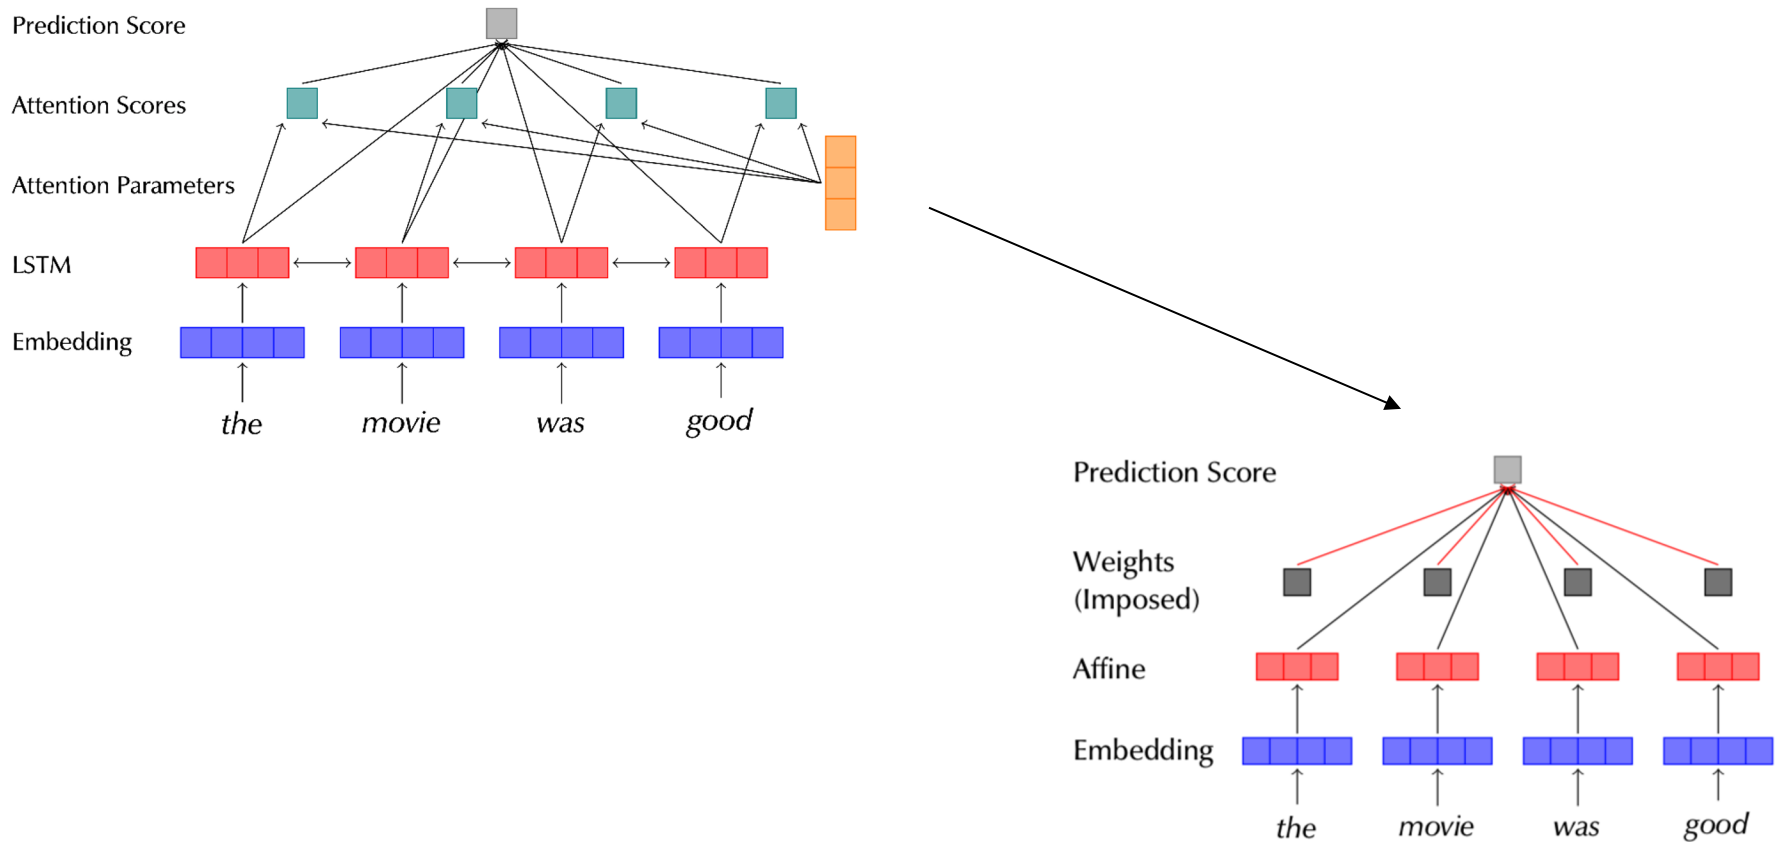 Prediction Score
Attention Scores
Attention Parameters
LSTM
Embedding
the movie was good
Prediction Score
Weights
(Imposed)
Affine
Embedding
the movie was good